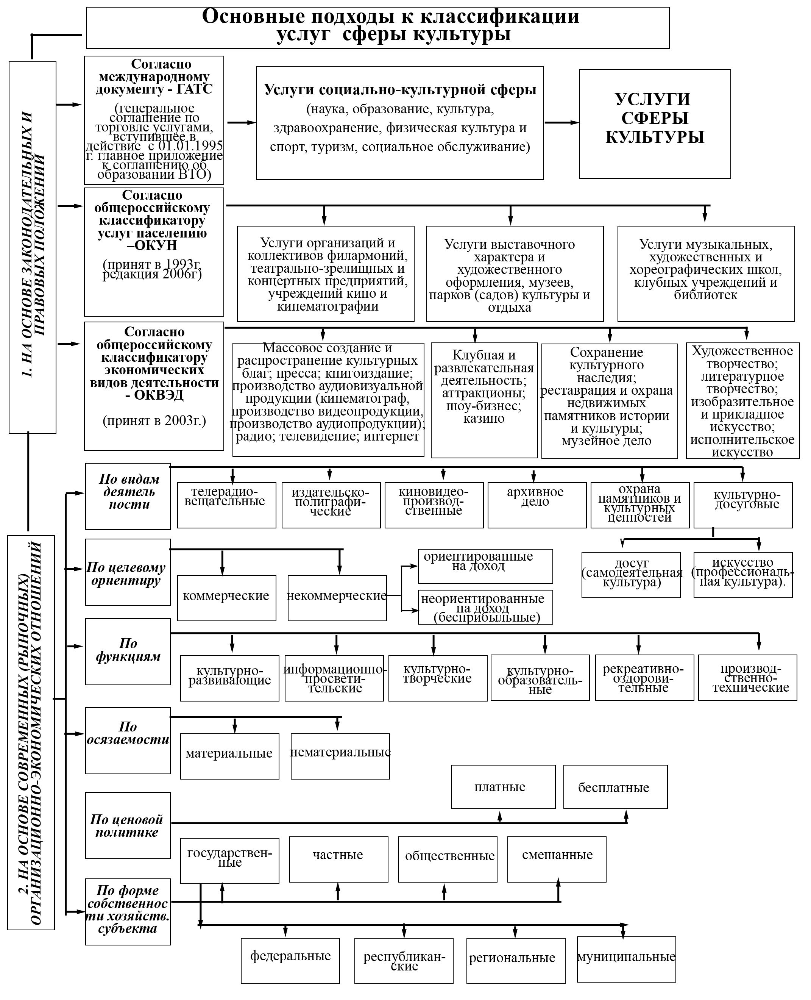 Основные подходы к классификации
услуг сферы культуры
1. НА ОСНОВЕ ЗАКОНОДАТЕЛЬНЫХ И
ПРАВОВЫХ ПОЛОЖЕНИЙ
Согласно
международному
документу - ГАТС
(генеральное
соглашение по
торговле услугами,
вступившее в
действие с 01.01.1995
г. главное приложение
к соглашению об
образовании ВТО)
Услуги социально-культурной сферы
(наука, образование, культура,
здравоохранение, физическая культура и
спорт, туризм, социальное обслуживание)
УСЛУГИ
СФЕРЫ
КУЛЬТУРЫ
Согласно
общероссийскому
классификатору
услуг населению
–ОКУН
(принят в 1993г,
редакция 2006г)
Услуги организаций и
коллективов филармоний,
театрально-зрелищных и
концертных предприятий,
учреждений кино и
кинематографии
Услуги выставочного
характера и
художественного
оформления, музеев,
парков (садов) культуры и
отдыха
Услуги музыкальных,
художественных и
хореографических школ,
клубных учреждений и
библиотек
Согласно
общероссийскому
классификатору
экономических
видов деятельности
- ОКВЭД
(принят в 2003г.)
Массовое создание и
распространение культурных
благ; пресса; книгоиздание;
производство аудиовизуальной
продукции (кинематограф,
производство видеопродукции,
производство аудиопродукции);
радио; телевидение; интернет
Клубная и
развлекательная
деятельность;
аттракционы;
шоу-бизнес;
казино
Сохранение
культурного
наследия;
реставрация и охрана
недвижимых
памятников истории
и культуры;
музейное дело
Художественное
творчество;
литературное
творчество;
изобразительное
и прикладное
искусство;
исполнительское
искусство
2. НА ОСНОВЕ СОВРЕМЕННЫХ (РЫНОЧНЫХ)
ОРГАНИЗАЦИОННО-ЭКОНОМИЧЕСКИХ ОТНОШЕНИЙ
По видам
деятель
ности
телерадио-
вещательные
издательско-
полиграфи-
ческие
киновидео-
производ-
ственные
архивное
дело
охрана
памятников и
культурных
ценностей
культурно-
досуговые
досуг
(самодеятельная
культура)
искусство
(профессиональ-
ная культура).
По целевому
ориентиру
коммерческие
некоммерческие
ориентированные
на доход
неориентированные
на доход
(бесприбыльные)
По
функциям
культурно-
развивающие
информационно-
просвети-
тельские
культурно-
творческие
культурно-
образователь-
ные
рекреативно-
оздорови-
тельные
производ-
ственно-
технические
По
осязаемости
материальные
нематериальные
По ценовой
политике
платные
бесплатные
По форме
собственнос
ти хозяйств.
субъекта
государствен-
ные
частные
общественные
смешанные
федеральные
республикан-
ские
региональные
муниципальные